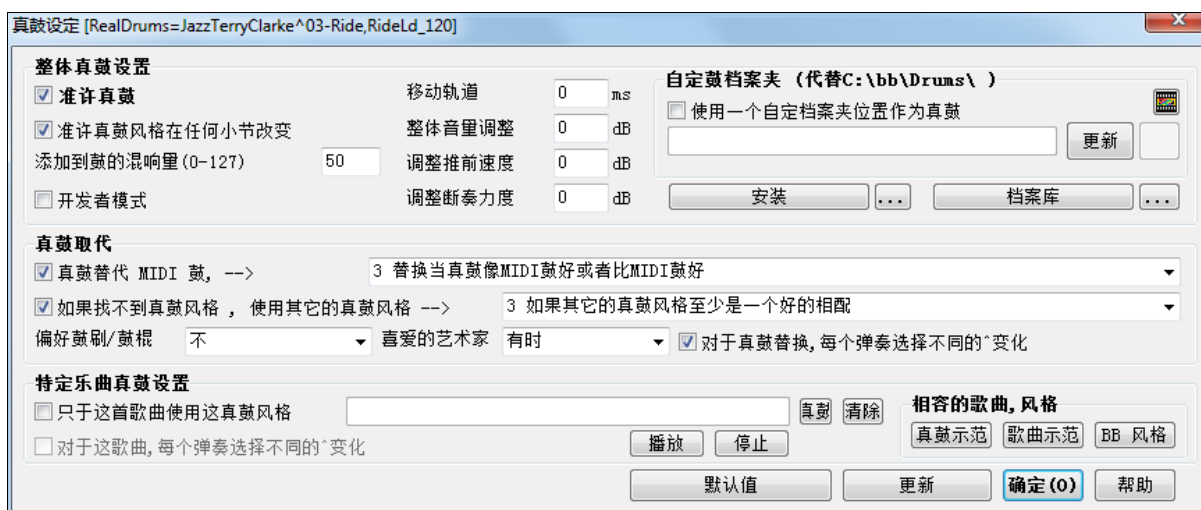 真鼓设定 [RealDrums=JazzTerryClarke^03-Ride,RideLd_120]
整体真鼓设置
准许真鼓
准许真鼓风格在任何小节改变
添加到鼓的混响量(0-127) 50
开发者模式
移动轨道 0 ms
整体音量调整 0 dB
调整推前速度 0 dB
调整断奏力度 0 dB
自定鼓档案夹 (代替C:\bb\Drums\ )
使用一个自定档案夹位置作为真鼓
更新
安装 ... 档案库 ...
真鼓取代
真鼓替代 MIDI 鼓, --> 3 替换当真鼓像MIDI鼓好或者比MIDI鼓好
如果找不到真鼓风格 , 使用其它的真鼓风格 --> 3 如果其它的真鼓风格至少是一个好的相配
偏好鼓刷/鼓棍 不 喜爱的艺术家 有时 对于真鼓替换,每个弹奏选择不同的^变化
特定乐曲真鼓设置
只于这首歌曲使用这真鼓风格 真鼓 清除
对于这歌曲,每个弹奏选择不同的^变化 播放 停止
相容的歌曲,风格
真鼓示范 歌曲示范 BB 风格
默认值 更新 确定(O) 帮助